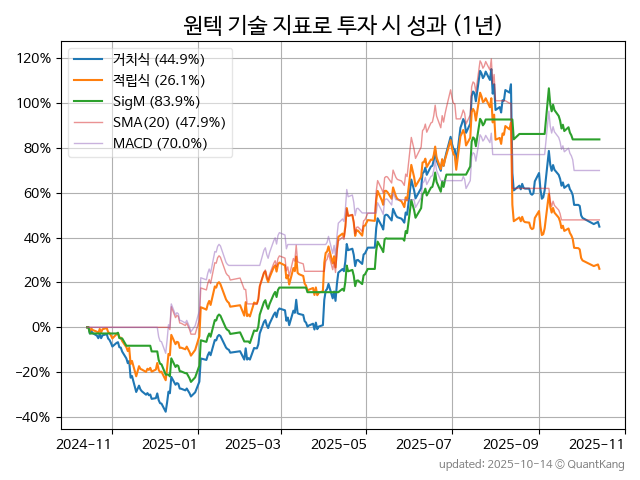 원텍 기술 지표로 투자 시 성과 (1년)
120%
100%
80%
60%
40%
20%
0%
−20%
−40%
거치식 (44.9%)
적립식 (26.1%)
SigM (83.9%)
SMA(20) (47.9%)
MACD (70.0%)
2024-11
2025-01
2025-03
2025-05
2025-07
2025-09
2025-11
updated: 2025-10-14 © QuantKang